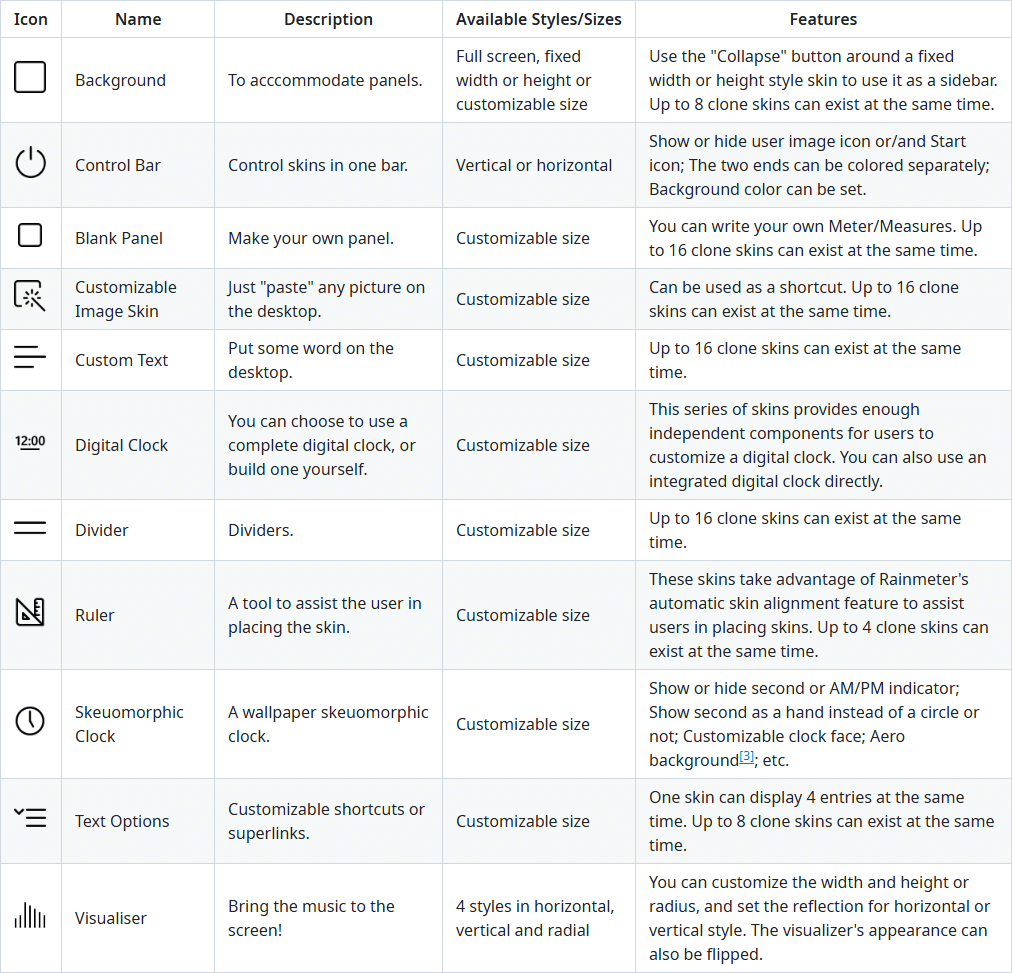 Icon Name Description Available Styles/Sizes Features
Background
To acccommodate panels.
Full screen, fixed
width or height or
customizable size
Use the "Collapse" button around a fixed
width or height style skin to use it as a sidebar.
Up to 8 clone skins can exist at the same time.
Control Bar
Control skins in one bar.
Vertical or horizontal
Show or hide user image icon or/and Start
icon; The two ends can be colored separately;
Background color can be set.
Blank Panel
Make your own panel.
Customizable size
You can write your own Meter/Measures. Up
to 16 clone skins can exist at the same time.
Customizable
Image Skin
Just "paste" any picture on
the desktop.
Customizable size
Can be used as a shortcut. Up to 16 clone
skins can exist at the same time.
Custom Text
Put some word on the
desktop.
Customizable size
Up to 16 clone skins can exist at the same
time.
12:00
Digital Clock
You can choose to use a
complete digital clock, or
build one yourself.
Customizable size
This series of skins provides enough
independent components for users to
customize a digital clock. You can also use an
integrated digital clock directly.
Divider
Dividers.
Customizable size
Up to 16 clone skins can exist at the same
time.
Ruler
A tool to assist the user in
placing the skin.
Customizable size
These skins take advantage of Rainmeter's
automatic skin alignment feature to assist
users in placing skins. Up to 4 clone skins can
exist at the same time.
Skeuomorphic
Clock
A wallpaper skeuomorphic
clock.
Customizable size
Show or hide second or AM/PM indicator;
Show second as a hand instead of a circle or
not; Customizable clock face; Aero
background[3]; etc.
Text Options
Customizable shortcuts or
superlinks.
Customizable size
One skin can display 4 entries at the same
time. Up to 8 clone skins can exist at the same
time.
Visualiser
Bring the music to the
screen!
4 styles in horizontal,
vertical and radial
You can customize the width and height or
radius, and set the reflection for horizontal or
vertical style. The visualizer's appearance can
also be flipped.